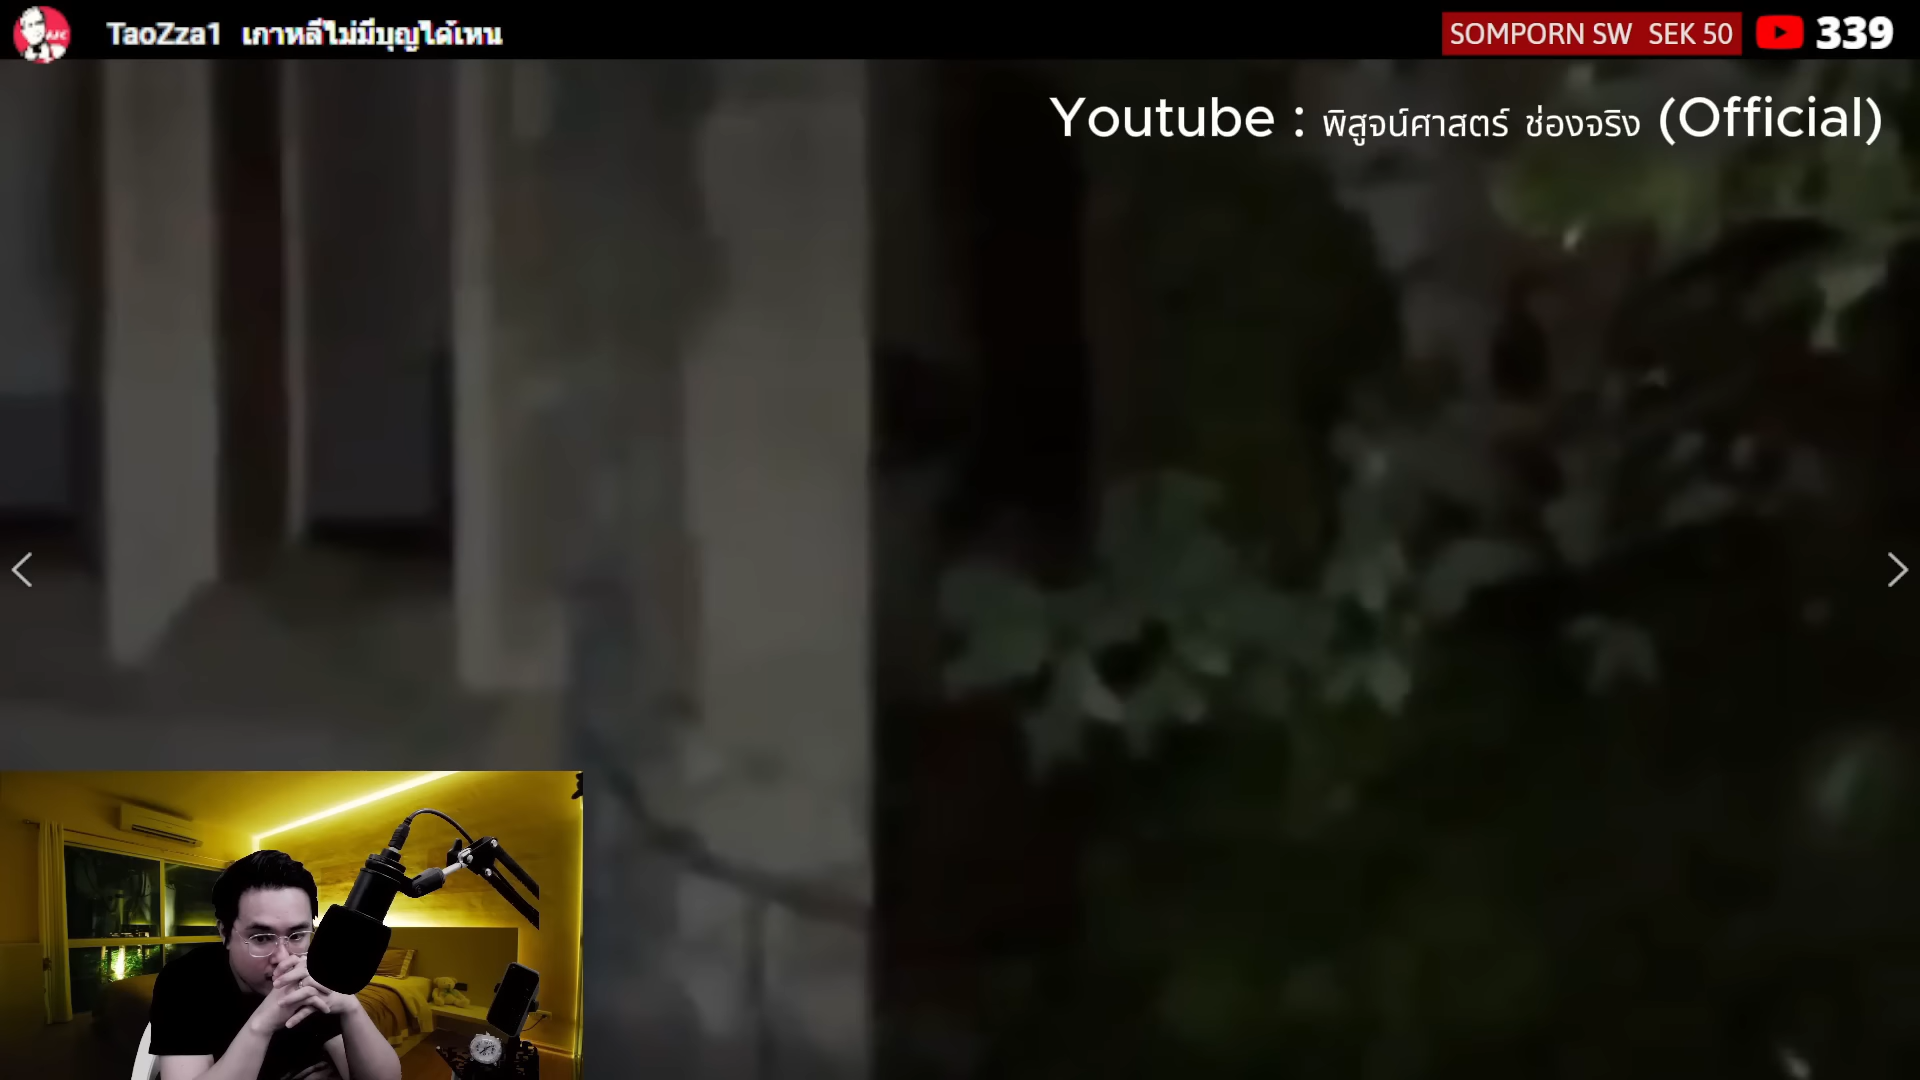 TaoZza1 เกาหลีไม่มีบุญได้เหน
SOMPORN SW SEK 50
339
Youtube : พิสูจน์ศาสตร์ ช่องจริง (Official)